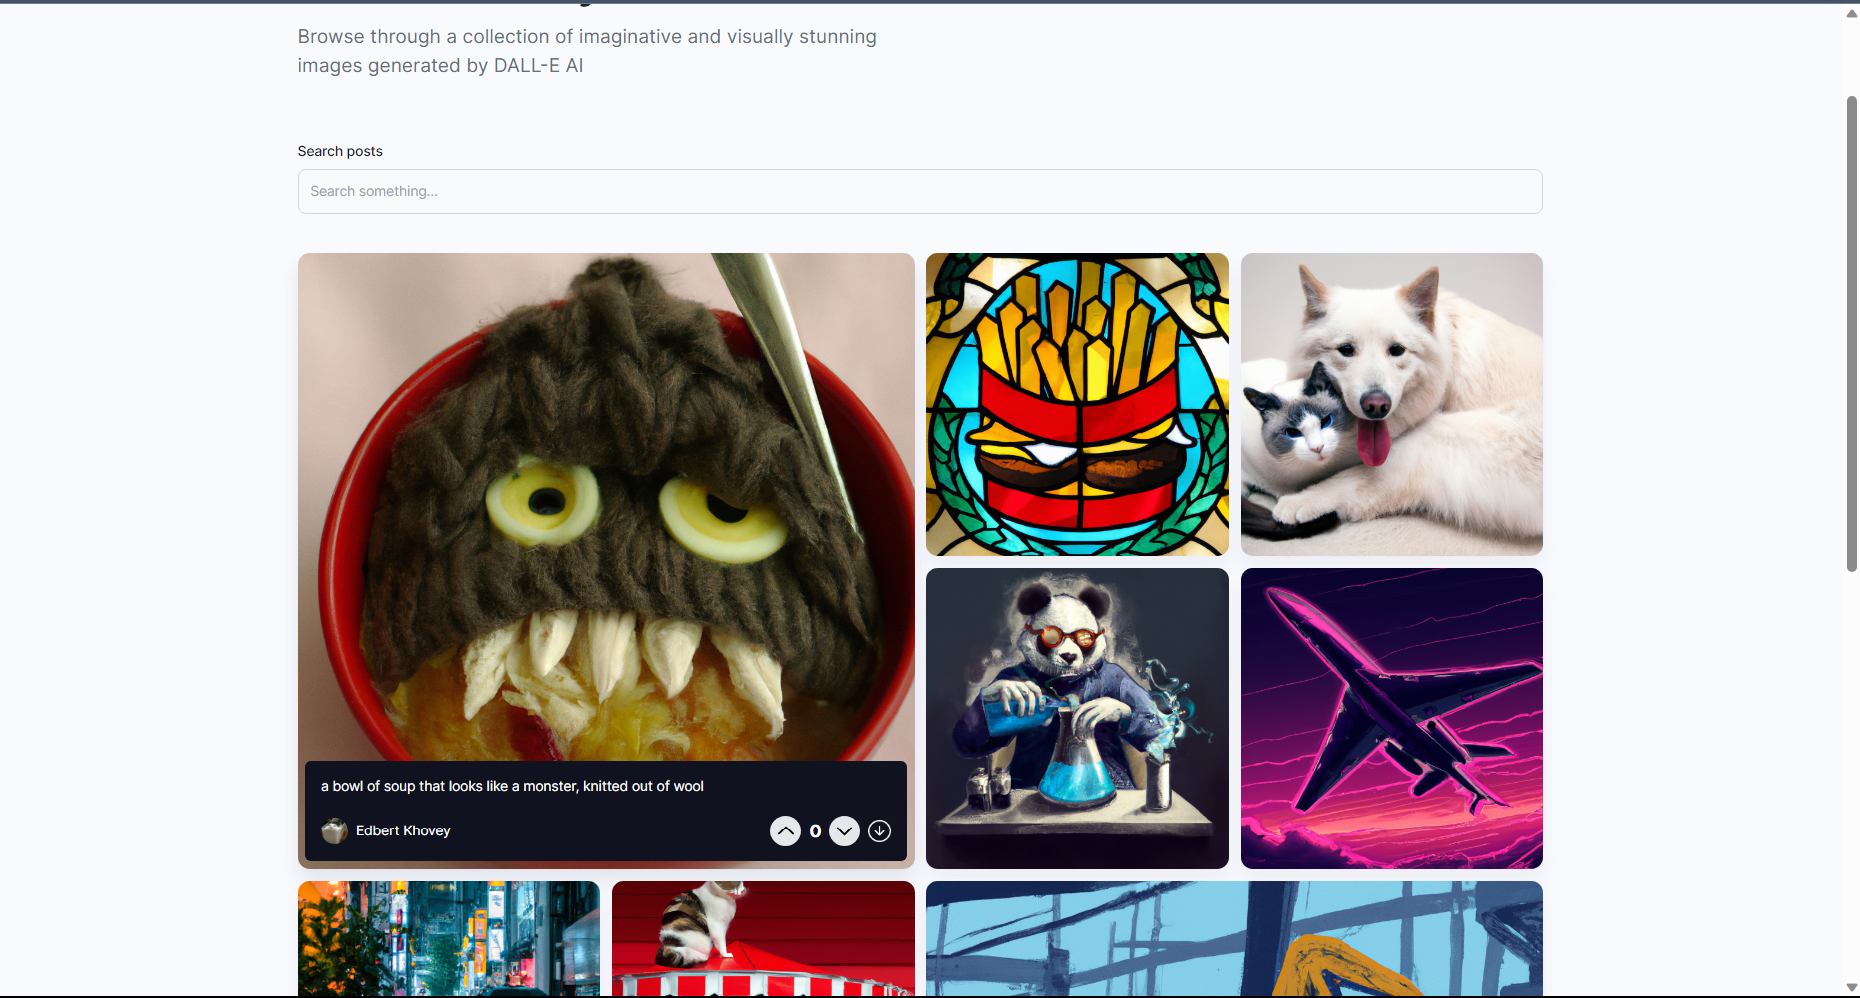 Browse through a collection of imaginative and visually stunning
images generated by DALL-E AI
Search posts
Search something...
a bowl of soup that looks like a monster, knitted out of wool
Edbert Khovey
0